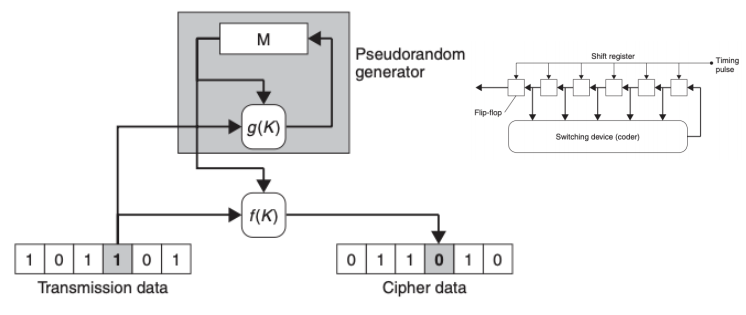 M
Pseudorandom
generator
g(K)
f(K)
1 0 1 1 0 1
Transmission data
0 1 1 0 1 0
Cipher data
Shift register
Timing
pulse
Flip-flop
Switching device (coder)